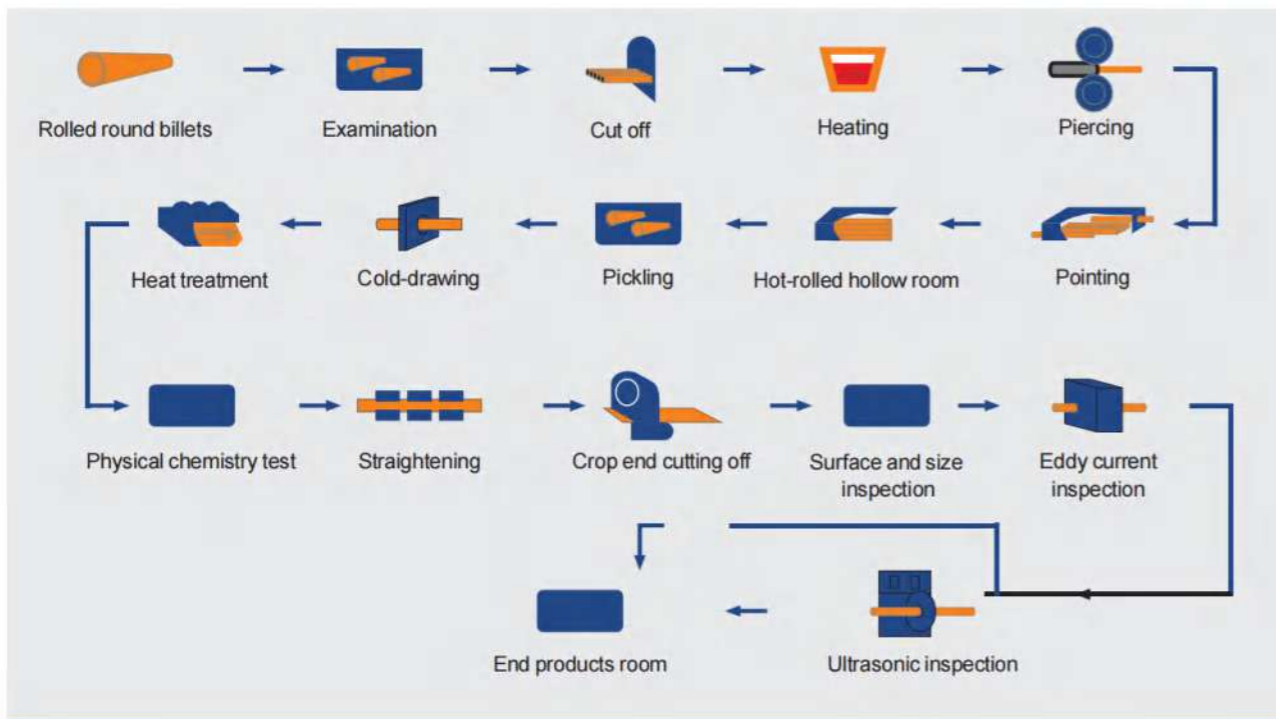 Rolled round billets
Examination
Cut off
Heating
Piercing
Heat treatment
Cold-drawing
Pickling
Hot-rolled hollow room
Pointing
Physical chemistry test
Straightening
Crop end cutting off
Surface and size
inspection
Eddy current
inspection
End products room
Ultrasonic inspection